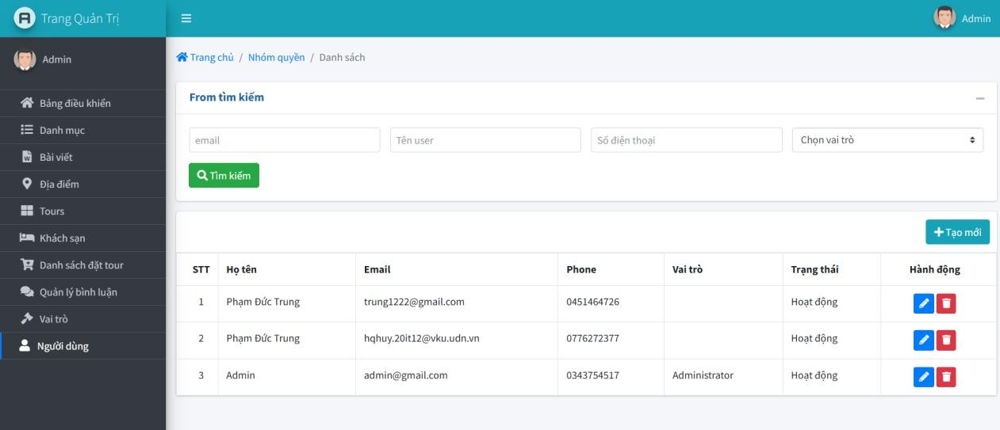 Trang Quản Trị
Admin
Admin
Trang chủ / Nhóm quyền / Danh sách
Bảng điều khiển
Danh mục
Bài viết
Địa điểm
Tours
Khách sạn
Danh sách đặt tour
Quản lý bình luận
Vai trò
Người dùng
From tìm kiếm
email Tên user Số điện thoại Chọn vai trò
Tìm kiếm
Tạo mới
STT Họ tên Email Phone Vai trò Trạng thái Hành động
1 Phạm Đức Trung trung1222@gmail.com 0451464726 Hoạt động
2 Phạm Đức Trung hqhuy.20it12@vku.udn.vn 0776272377 Hoạt động
3 Admin admin@gmail.com 0343754517 Administrator Hoạt động